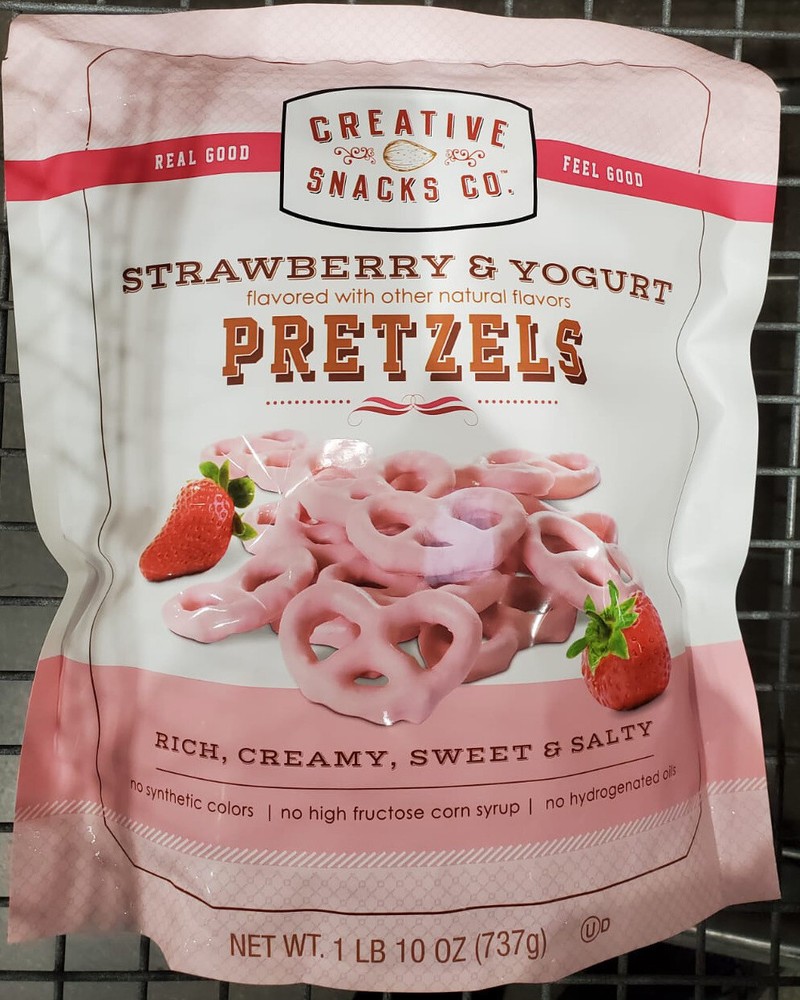 CREATIVE
SNACKS CO.™
REAL GOOD
FEEL GOOD
STRAWBERRY & YOGURT
flavored with other natural flavors
PRETZELS
RICH, CREAMY, SWEET & SALTY
no synthetic colors | no high fructose corn syrup | no hydrogenated oils
NET WT. 1 LB 10 OZ (737g)
U D